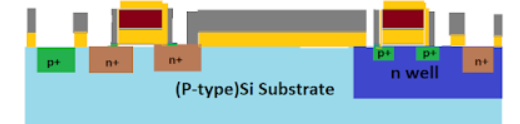 p+ n+ n+ p+ p+ n+
n well
(P-type)Si Substrate